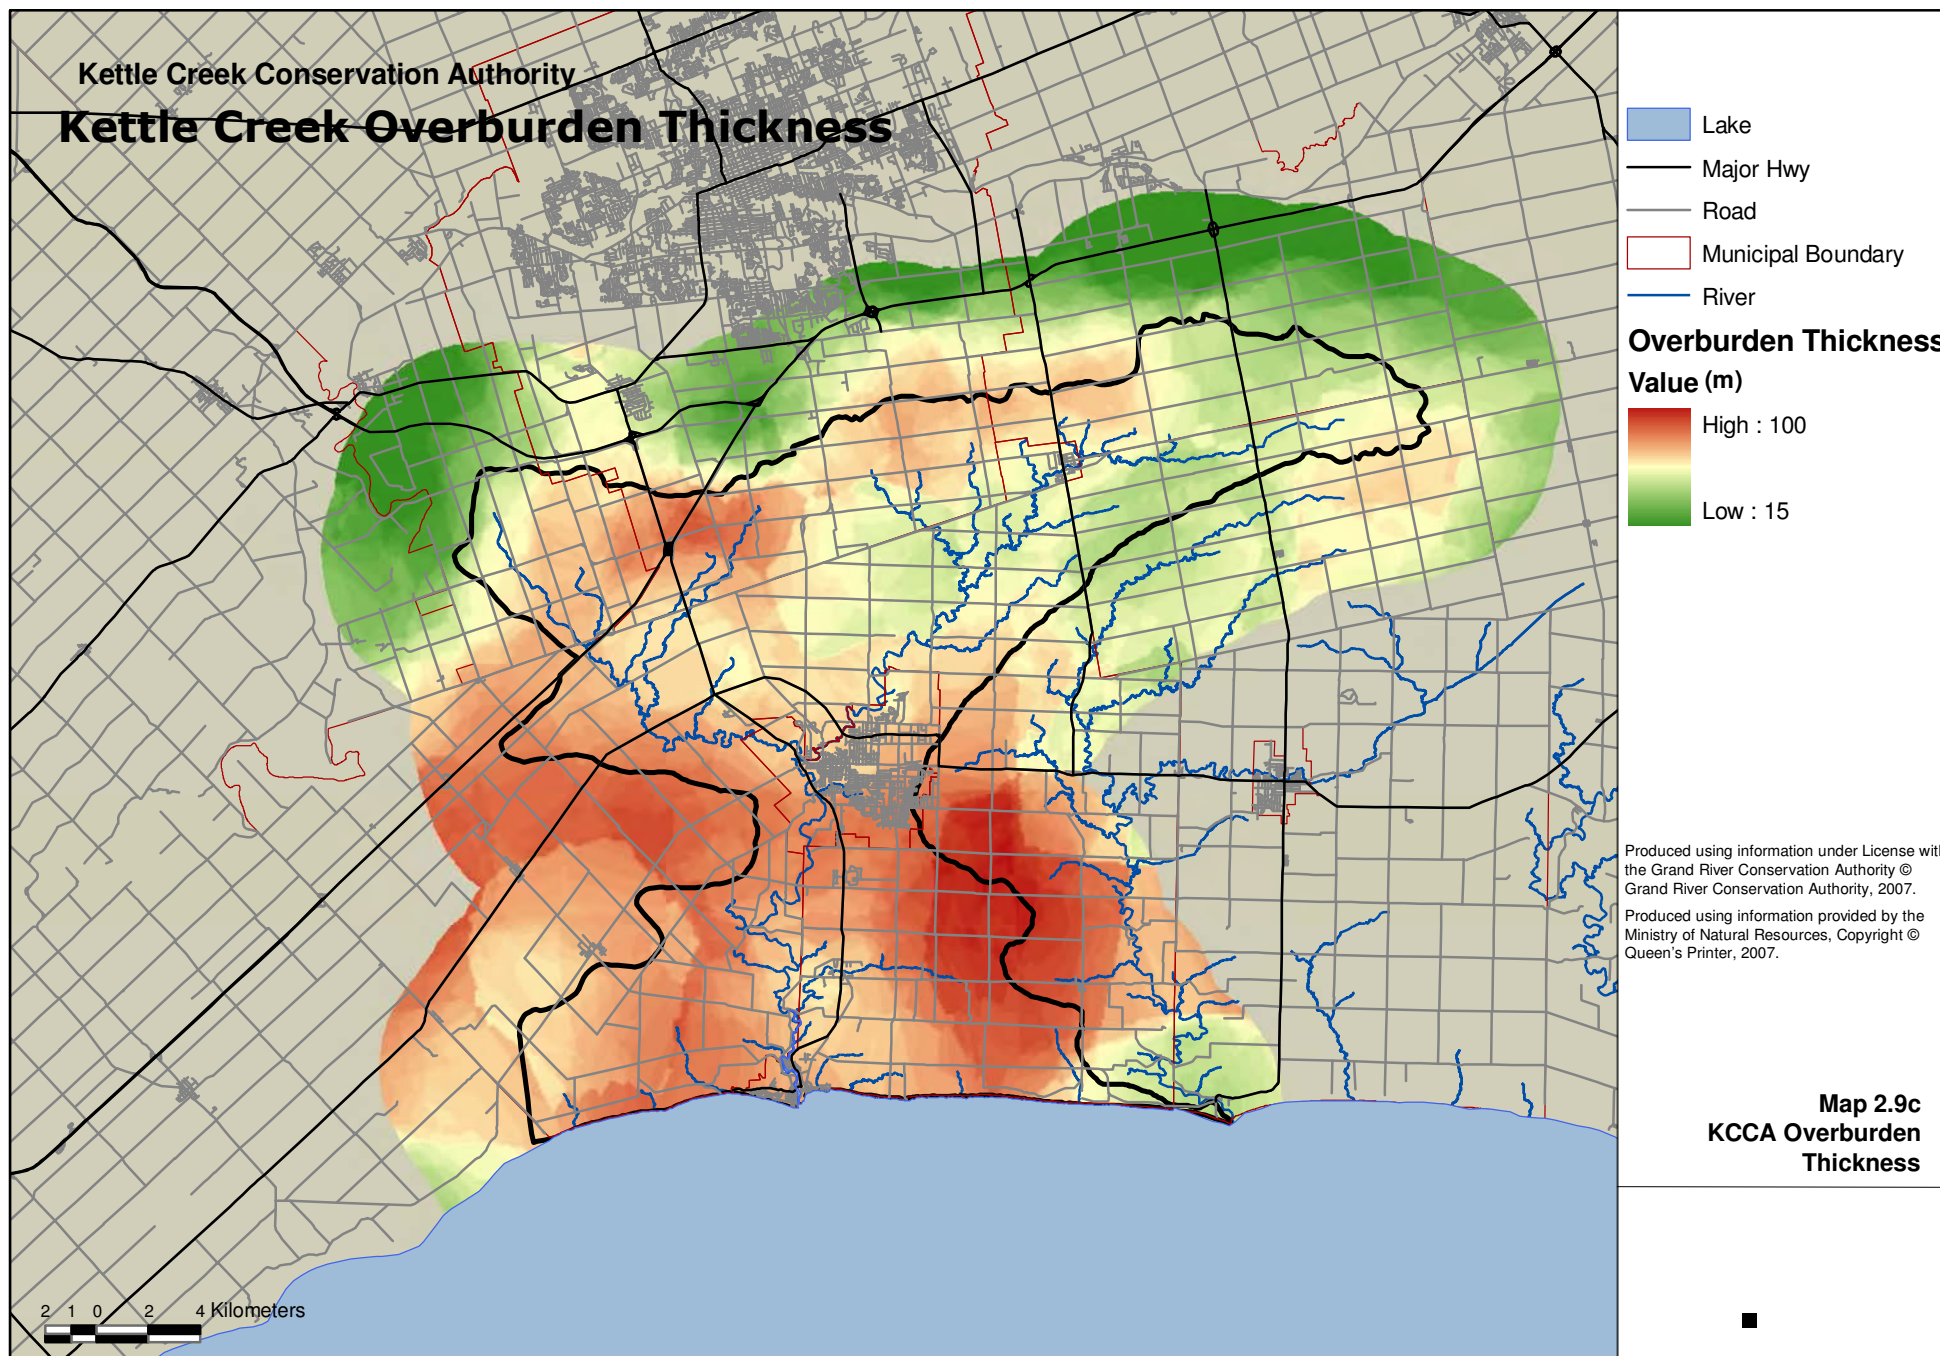 Kettle Creek Conservation Authority
Kettle Creek Overburden Thickness
Lake
Major Hwy
Road
Municipal Boundary
River
Overburden Thickness
Value (m)
High : 100
Low : 15
Produced using information under License with
the Grand River Conservation Authority ©
Grand River Conservation Authority, 2007.
Produced using information provided by the
Ministry of Natural Resources, Copyright ©
Queen's Printer, 2007.
Map 2.9c
KCCA Overburden
Thickness
2 1 0 2 4 Kilometers